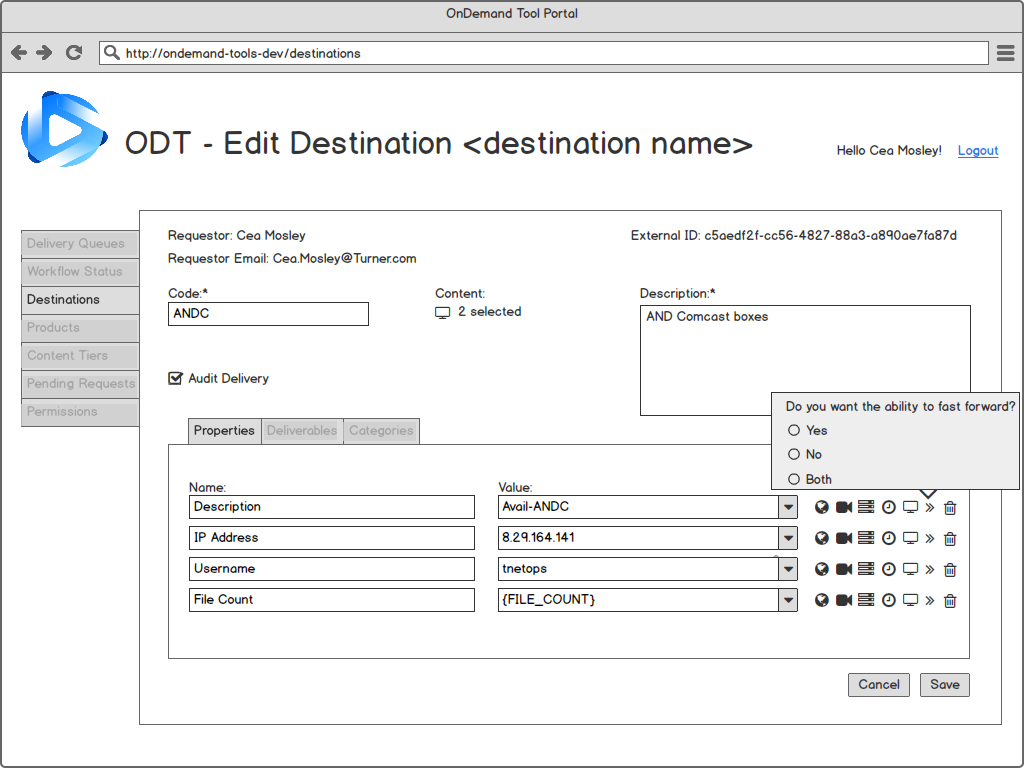 OnDemand Tool Portal
http://ondemand-tools-dev/destinations
ODT - Edit Destination <destination name>
Hello Cea Mosley! Logout
Delivery Queues
Workflow Status
Destinations
Products
Content Tiers
Pending Requests
Permissions
Requestor: Cea Mosley
External ID: c5aedf2f-cc56-4827-88a3-a890ae7fa87d
Requestor Email: Cea.Mosley@Turner.com
Code:*
ANDC
Content:
2 selected
Description:*
AND Comcast boxes
Audit Delivery
Do you want the ability to fast forward?
Yes
No
Both
Properties Deliverables Categories
Name: Value:
Description Avail-ANDC
IP Address 8.29.164.141
Username tnetops
File Count {FILE_COUNT}
Cancel Save